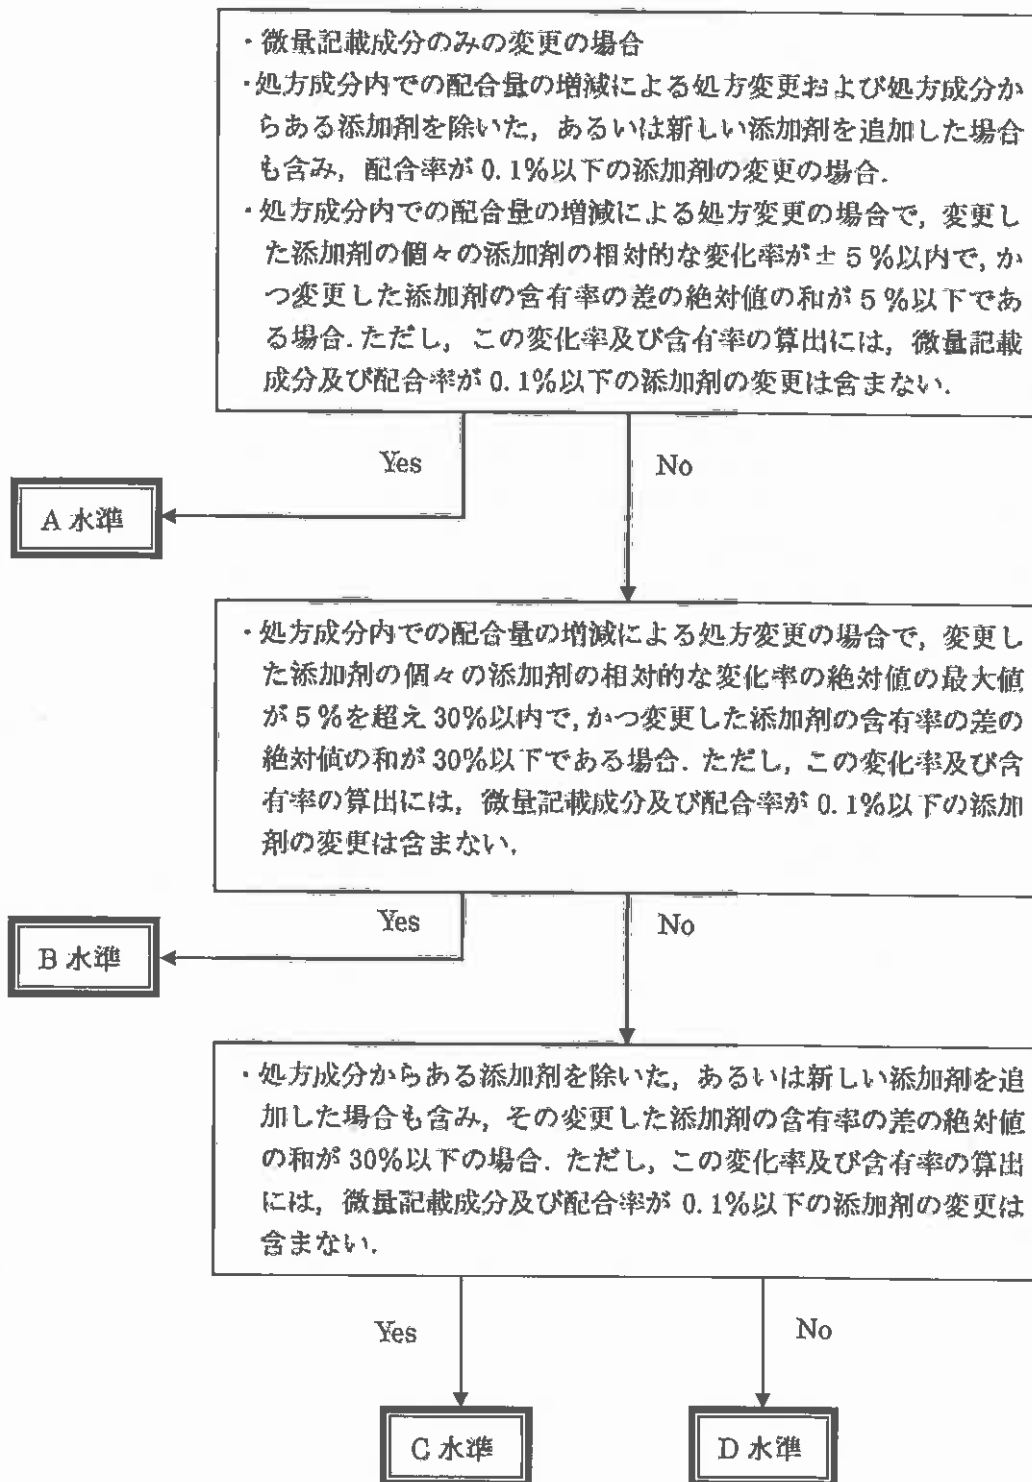 ・微量記載成分のみの変更の場合
・処方成分内での配合量の増減による処方変更および処方成分か
らある添加剤を除いた，あるいは新しい添加剤を追加した場合
も含み，配合率が 0.1％以下の添加剤の変更の場合．
・処方成分内での配合量の増減による処方変更の場合で，変更し
た添加剤の個々の添加剤の相対的な変化率が±５％以内で，か
つ変更した添加剤の含有率の差の絶対値の和が５％以下であ
る場合．ただし，この変化率及び含有率の算出には，微量記載
成分及び配合率が 0.1％以下の添加剤の変更は含まない．
Yes
No
A 水準
・処方成分内での配合量の増減による処方変更の場合で，変更し
た添加剤の個々の添加剤の相対的な変化率の絶対値の最大値
が５％を超え 30％以内で，かつ変更した添加剤の含有率の差の
絶対値の和が 30％以下である場合．ただし，この変化率及び含
有率の算出には，微量記載成分及び配合率が 0.1％以下の添加
剤の変更は含まない．
Yes
No
B 水準
・処方成分からある添加剤を除いた，あるいは新しい添加剤を追
加した場合も含み，その変更した添加剤の含有率の差の絶対値
の和が 30％以下の場合．ただし，この変化率及び含有率の算出
には，微量記載成分及び配合率が 0.1％以下の添加剤の変更は
含まない．
Yes
No
C 水準
D 水準